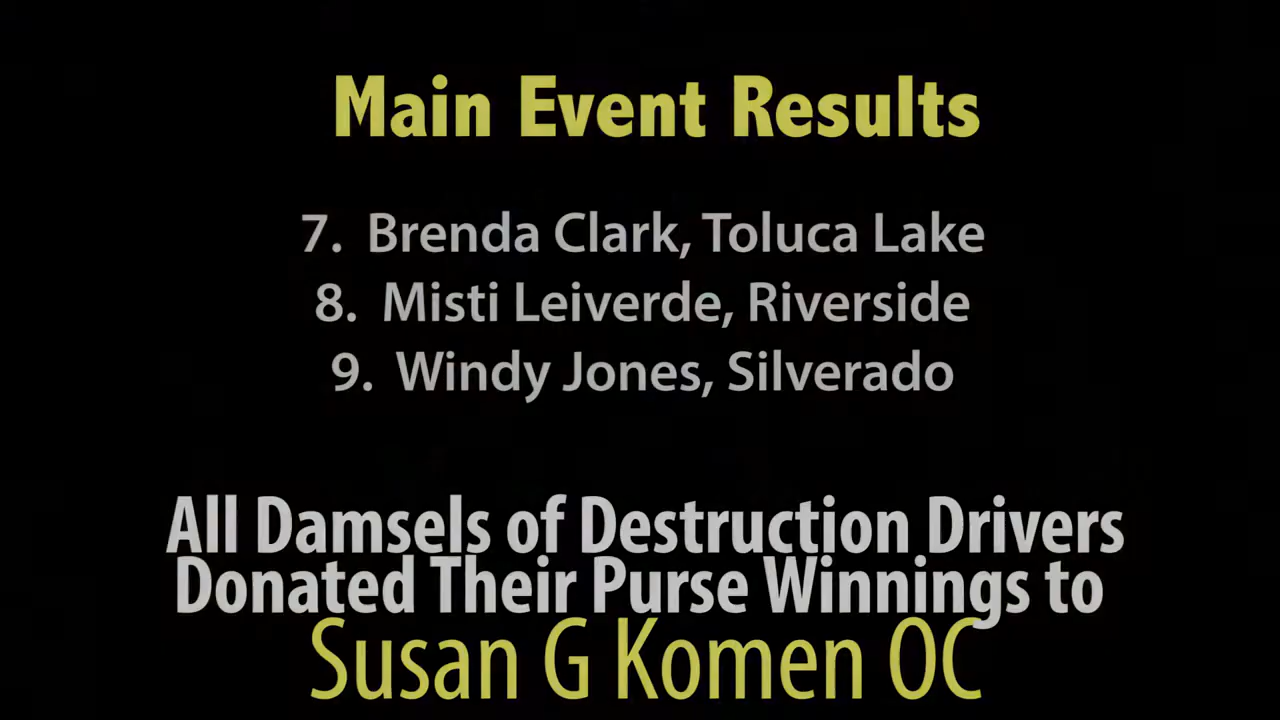 Main Event Results
7. Brenda Clark, Toluca Lake
8. Misti Leiverde, Riverside
9. Windy Jones, Silverado
All Damsels of Destruction Drivers
Donated Their Purse Winnings to
Susan G Komen OC